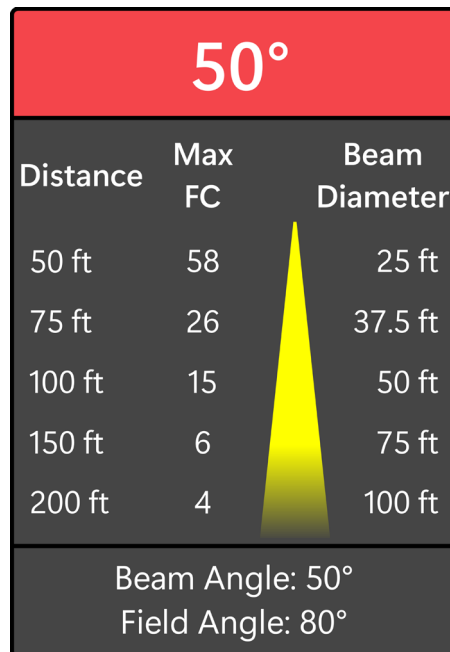 50°
Distance Max FC Beam Diameter
50 ft 58 25 ft
75 ft 26 37.5 ft
100 ft 15 50 ft
150 ft 6 75 ft
200 ft 4 100 ft
Beam Angle: 50°
Field Angle: 80°